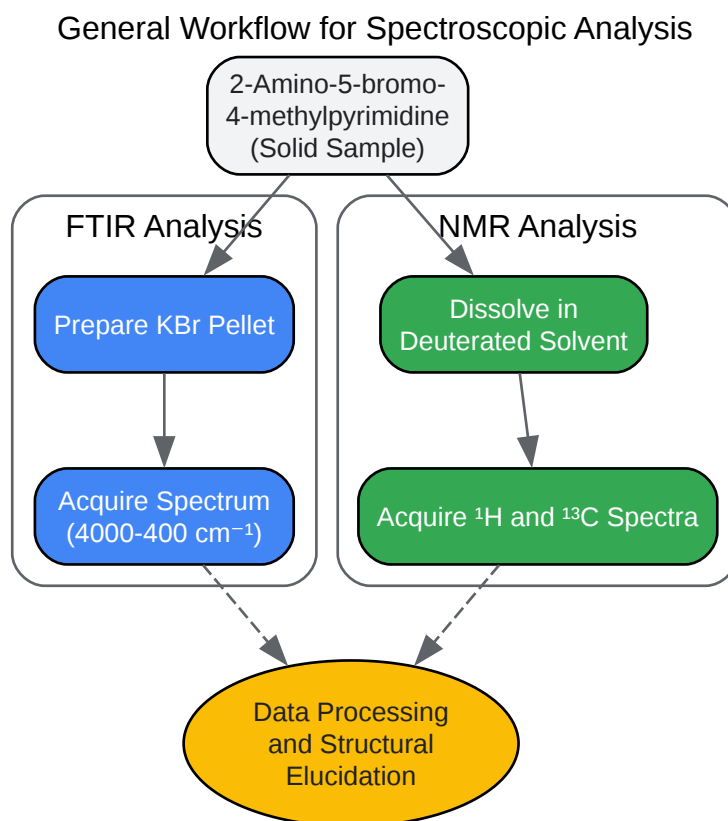 General Workflow for Spectroscopic Analysis
2-Amino-5-bromo-
4-methylpyrimidine
(Solid Sample)
FTIR Analysis
Prepare KBr Pellet
Acquire Spectrum
(4000-400 cm⁻¹)
NMR Analysis
Dissolve in
Deuterated Solvent
Acquire ¹H and ¹³C Spectra
Data Processing
and Structural
Elucidation